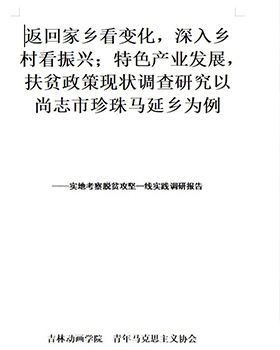 返回家乡看变化，深入乡
村看振兴；特色产业发展，
扶贫政策现状调查研究以
尚志市珍珠马延乡为例
——实地考察脱贫攻坚一线实践调研报告
吉林动画学院 青年马克思主义协会